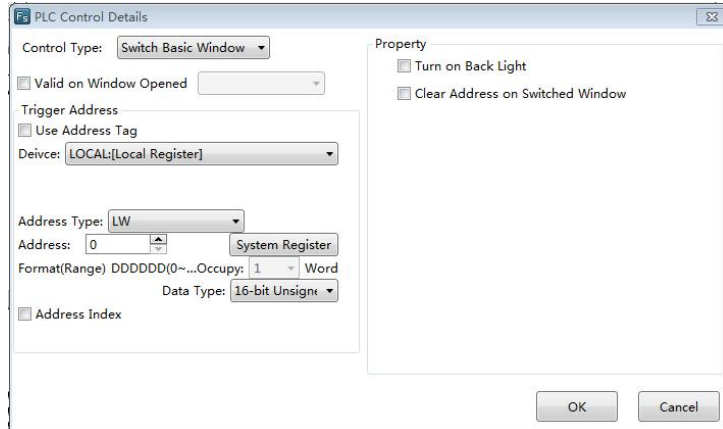 Fs PLC Control Details
Control Type: Switch Basic Window
Valid on Window Opened
Trigger Address
Use Address Tag
Deivce: LOCAL:[Local Register]
Address Type: LW
Address: 0 System Register
Format(Range) DDDDDD(0~...Occupy: 1 Word
Data Type: 16-bit Unsigne
Address Index
Property
Turn on Back Light
Clear Address on Switched Window
OK Cancel